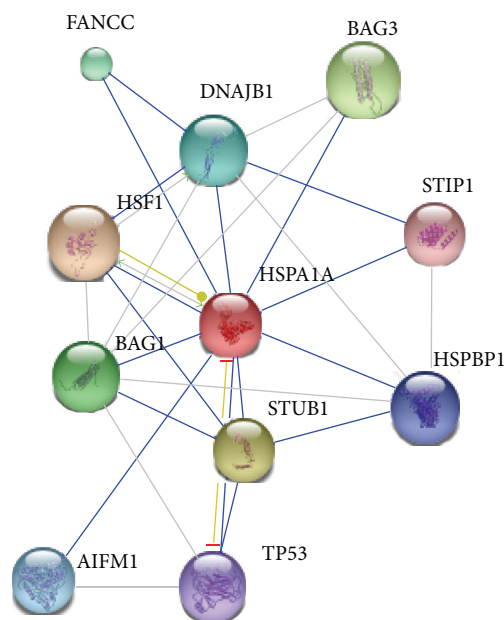 FANCC
BAG3
DNAJB1
STIP1
HSF1
HSPA1A
BAG1
HSPBP1
STUB1
AIFM1
TP53